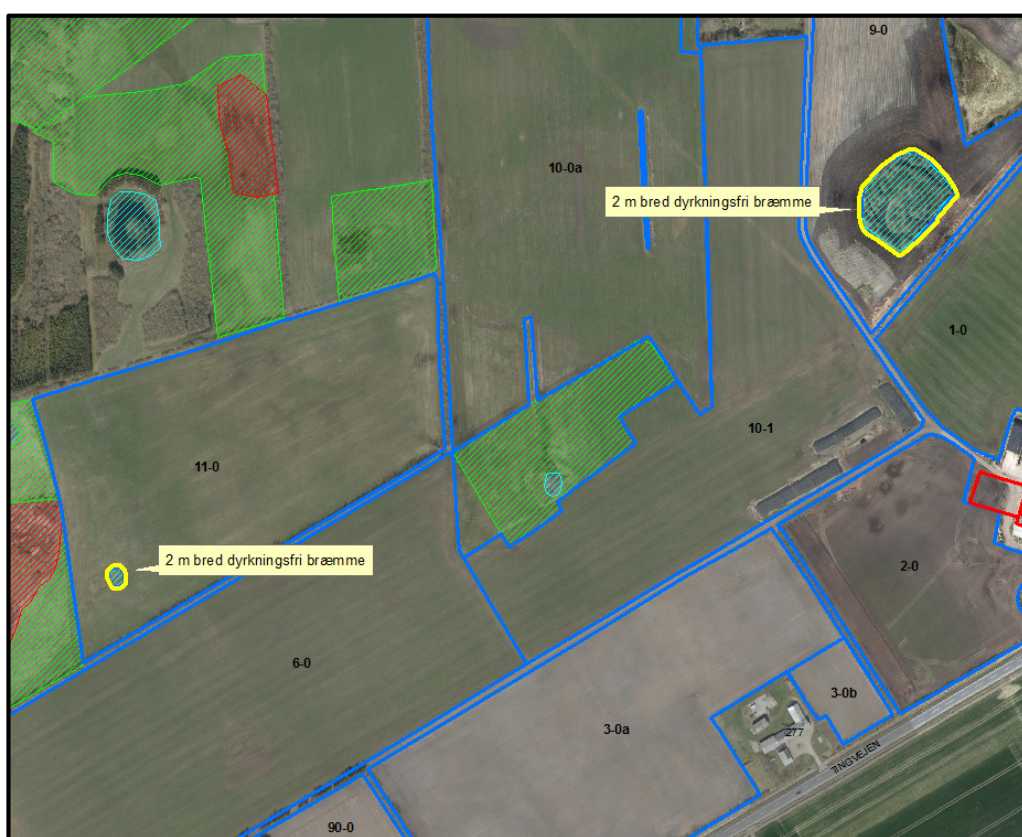 9-0
10-0a
2 m bred dyrkningsfri bræmme
1-0
10-1
11-0
2 m bred dyrkningsfri bræmme
2-0
6-0
3-0b
3-0a
277
TINGVEJEN
90-0